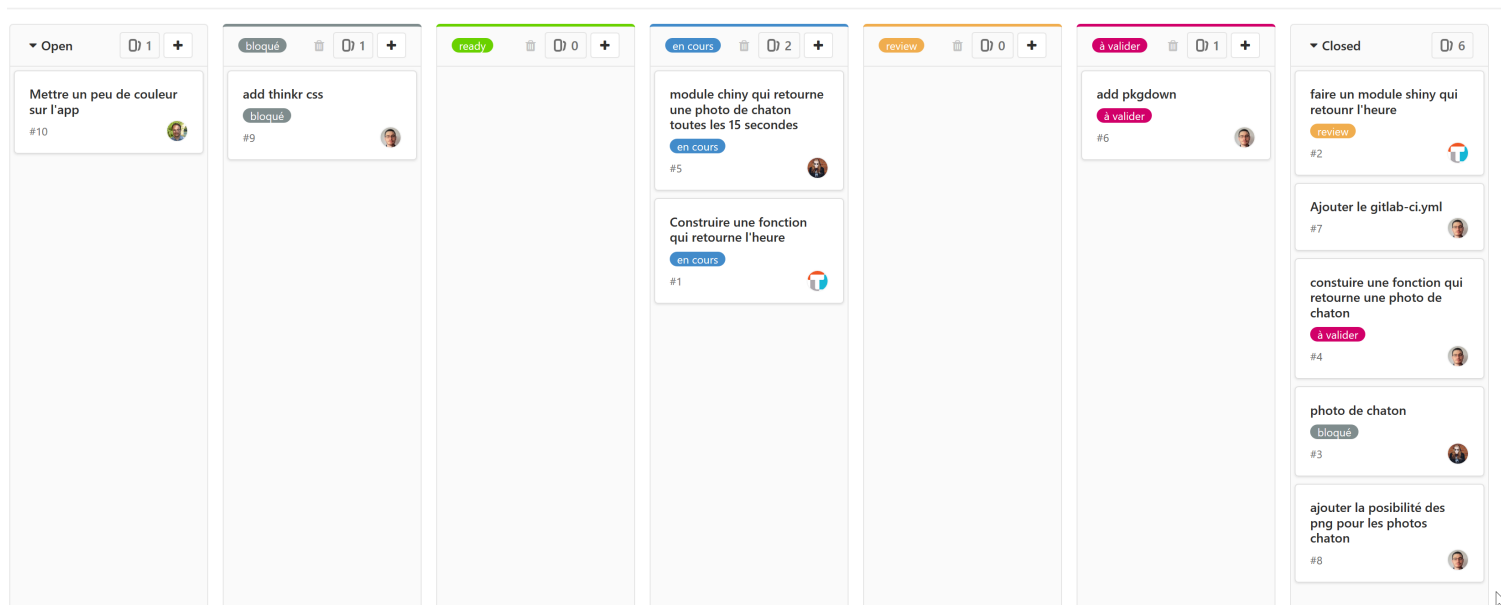 Open 1
Mettre un peu de couleur
sur l'app
#10
bloqué 1
add thinkr css
bloqué
#9
ready 0
en cours 2
module chiny qui retourne
une photo de chaton
toutes les 15 secondes
en cours
#5
Construire une fonction
qui retourne l'heure
en cours
#1
review 0
à valider 1
add pkgdown
à valider
#6
Closed 6
faire un module shiny qui
retounr l'heure
review
#2
Ajouter le gitlab-ci.yml
#7
constuire une fonction qui
retourne une photo de
chaton
à valider
#4
photo de chaton
bloqué
#3
ajouter la posibilité des
png pour les photos
chaton
#8